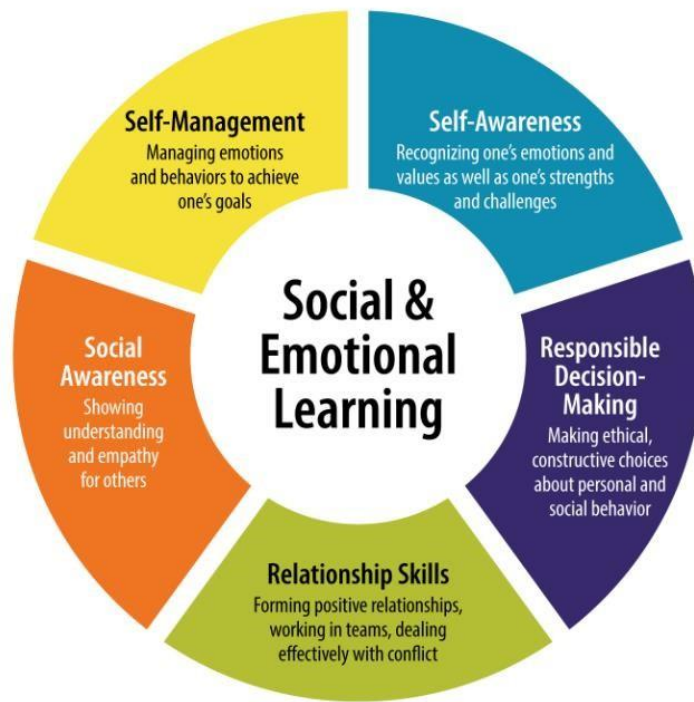 Self-Management
Managing emotions
and behaviors to achieve
one's goals
Self-Awareness
Recognizing one's emotions and
values as well as one's strengths
and challenges
Social &
Emotional
Learning
Social
Awareness
Showing
understanding
and empathy
for others
Responsible
Decision-
Making
Making ethical,
constructive choices
about personal and
social behavior
Relationship Skills
Forming positive relationships,
working in teams, dealing
effectively with conflict